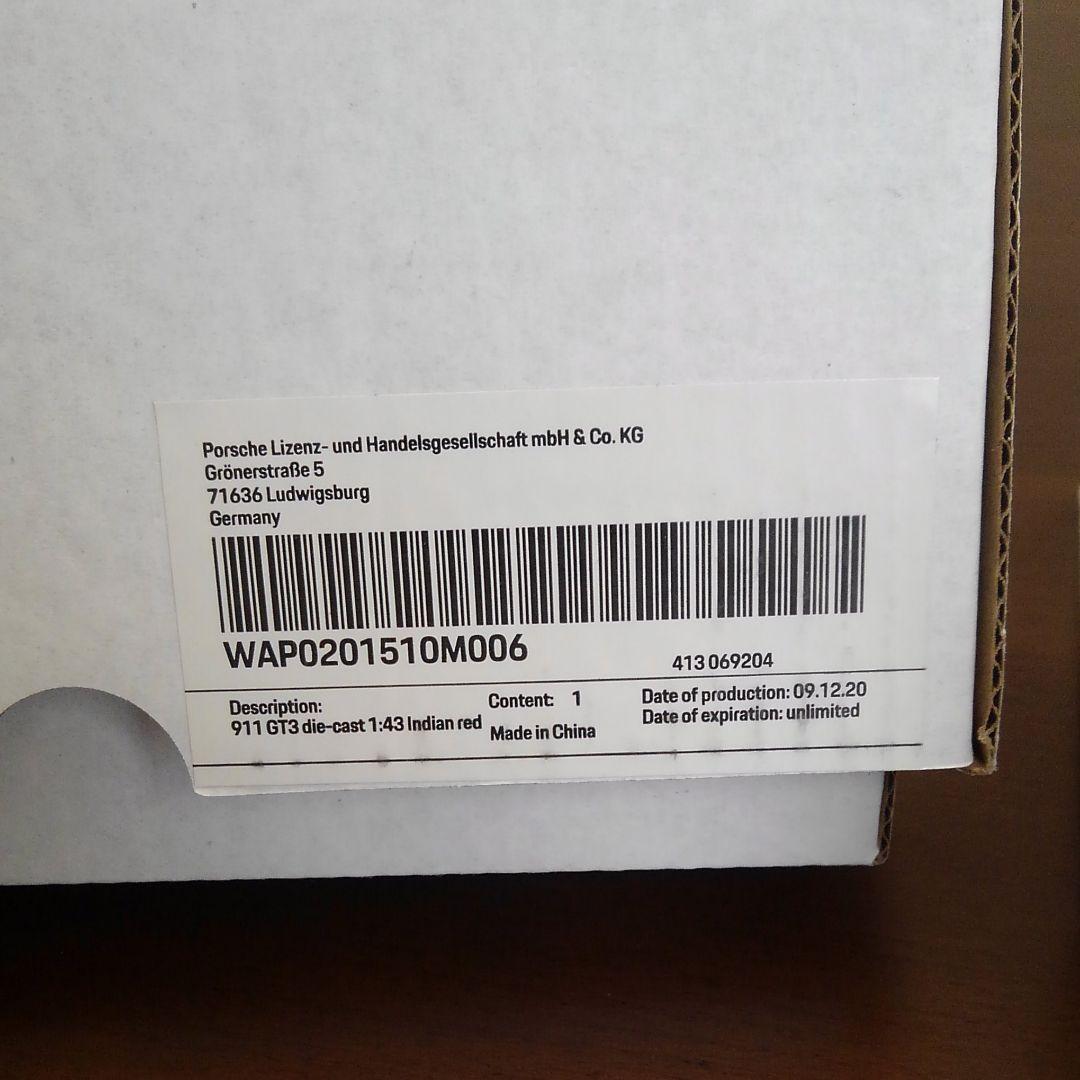 Porsche Lizenz- und Handelsgesellschaft mbH & Co. KG
Grönerstraße 5
71636 Ludwigsburg
Germany
WAP0201510M006
413 069204
Description:
911 GT3 die-cast 1:43 Indian red
Content: 1
Made in China
Date of production: 09.12.20
Date of expiration: unlimited